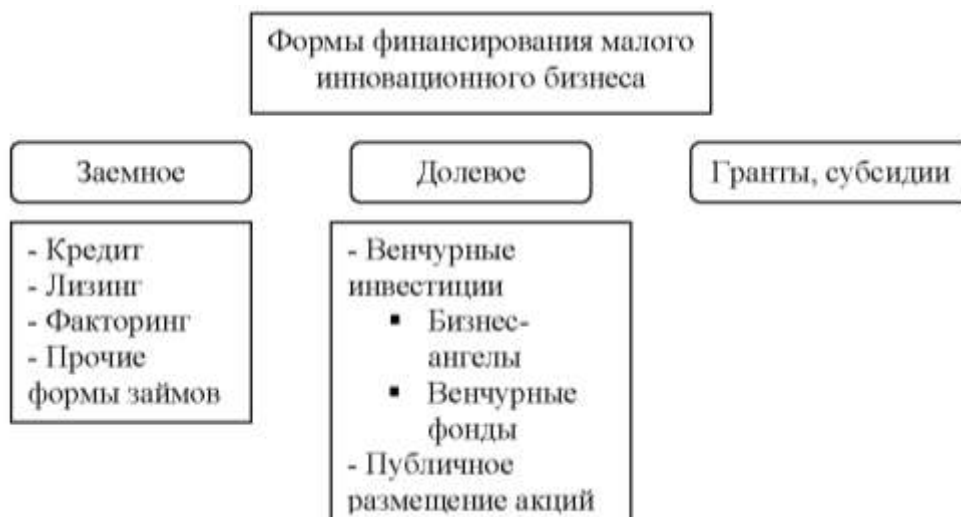 Формы финансирования малого
инновационного бизнеса
Заемное
Долевое
Гранты, субсидии
- Кредит
- Лизинг
- Факторинг
- Прочие
формы займов
- Венчурные
инвестиции
▪ Бизнес-
ангелы
▪ Венчурные
фонды
- Публичное
размещение акций